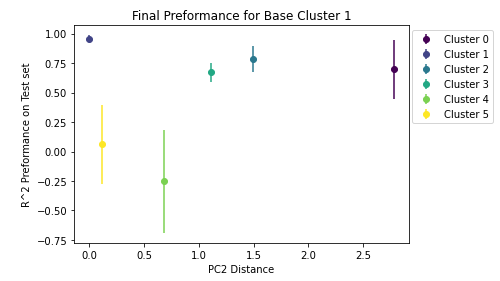 Final Preformance for Base Cluster 1
R^2 Preformance on Test set
1.00
0.75
0.50
0.25
0.00
−0.25
−0.50
−0.75
0.0 0.5 1.0 1.5 2.0 2.5
PC2 Distance
Cluster 0
Cluster 1
Cluster 2
Cluster 3
Cluster 4
Cluster 5